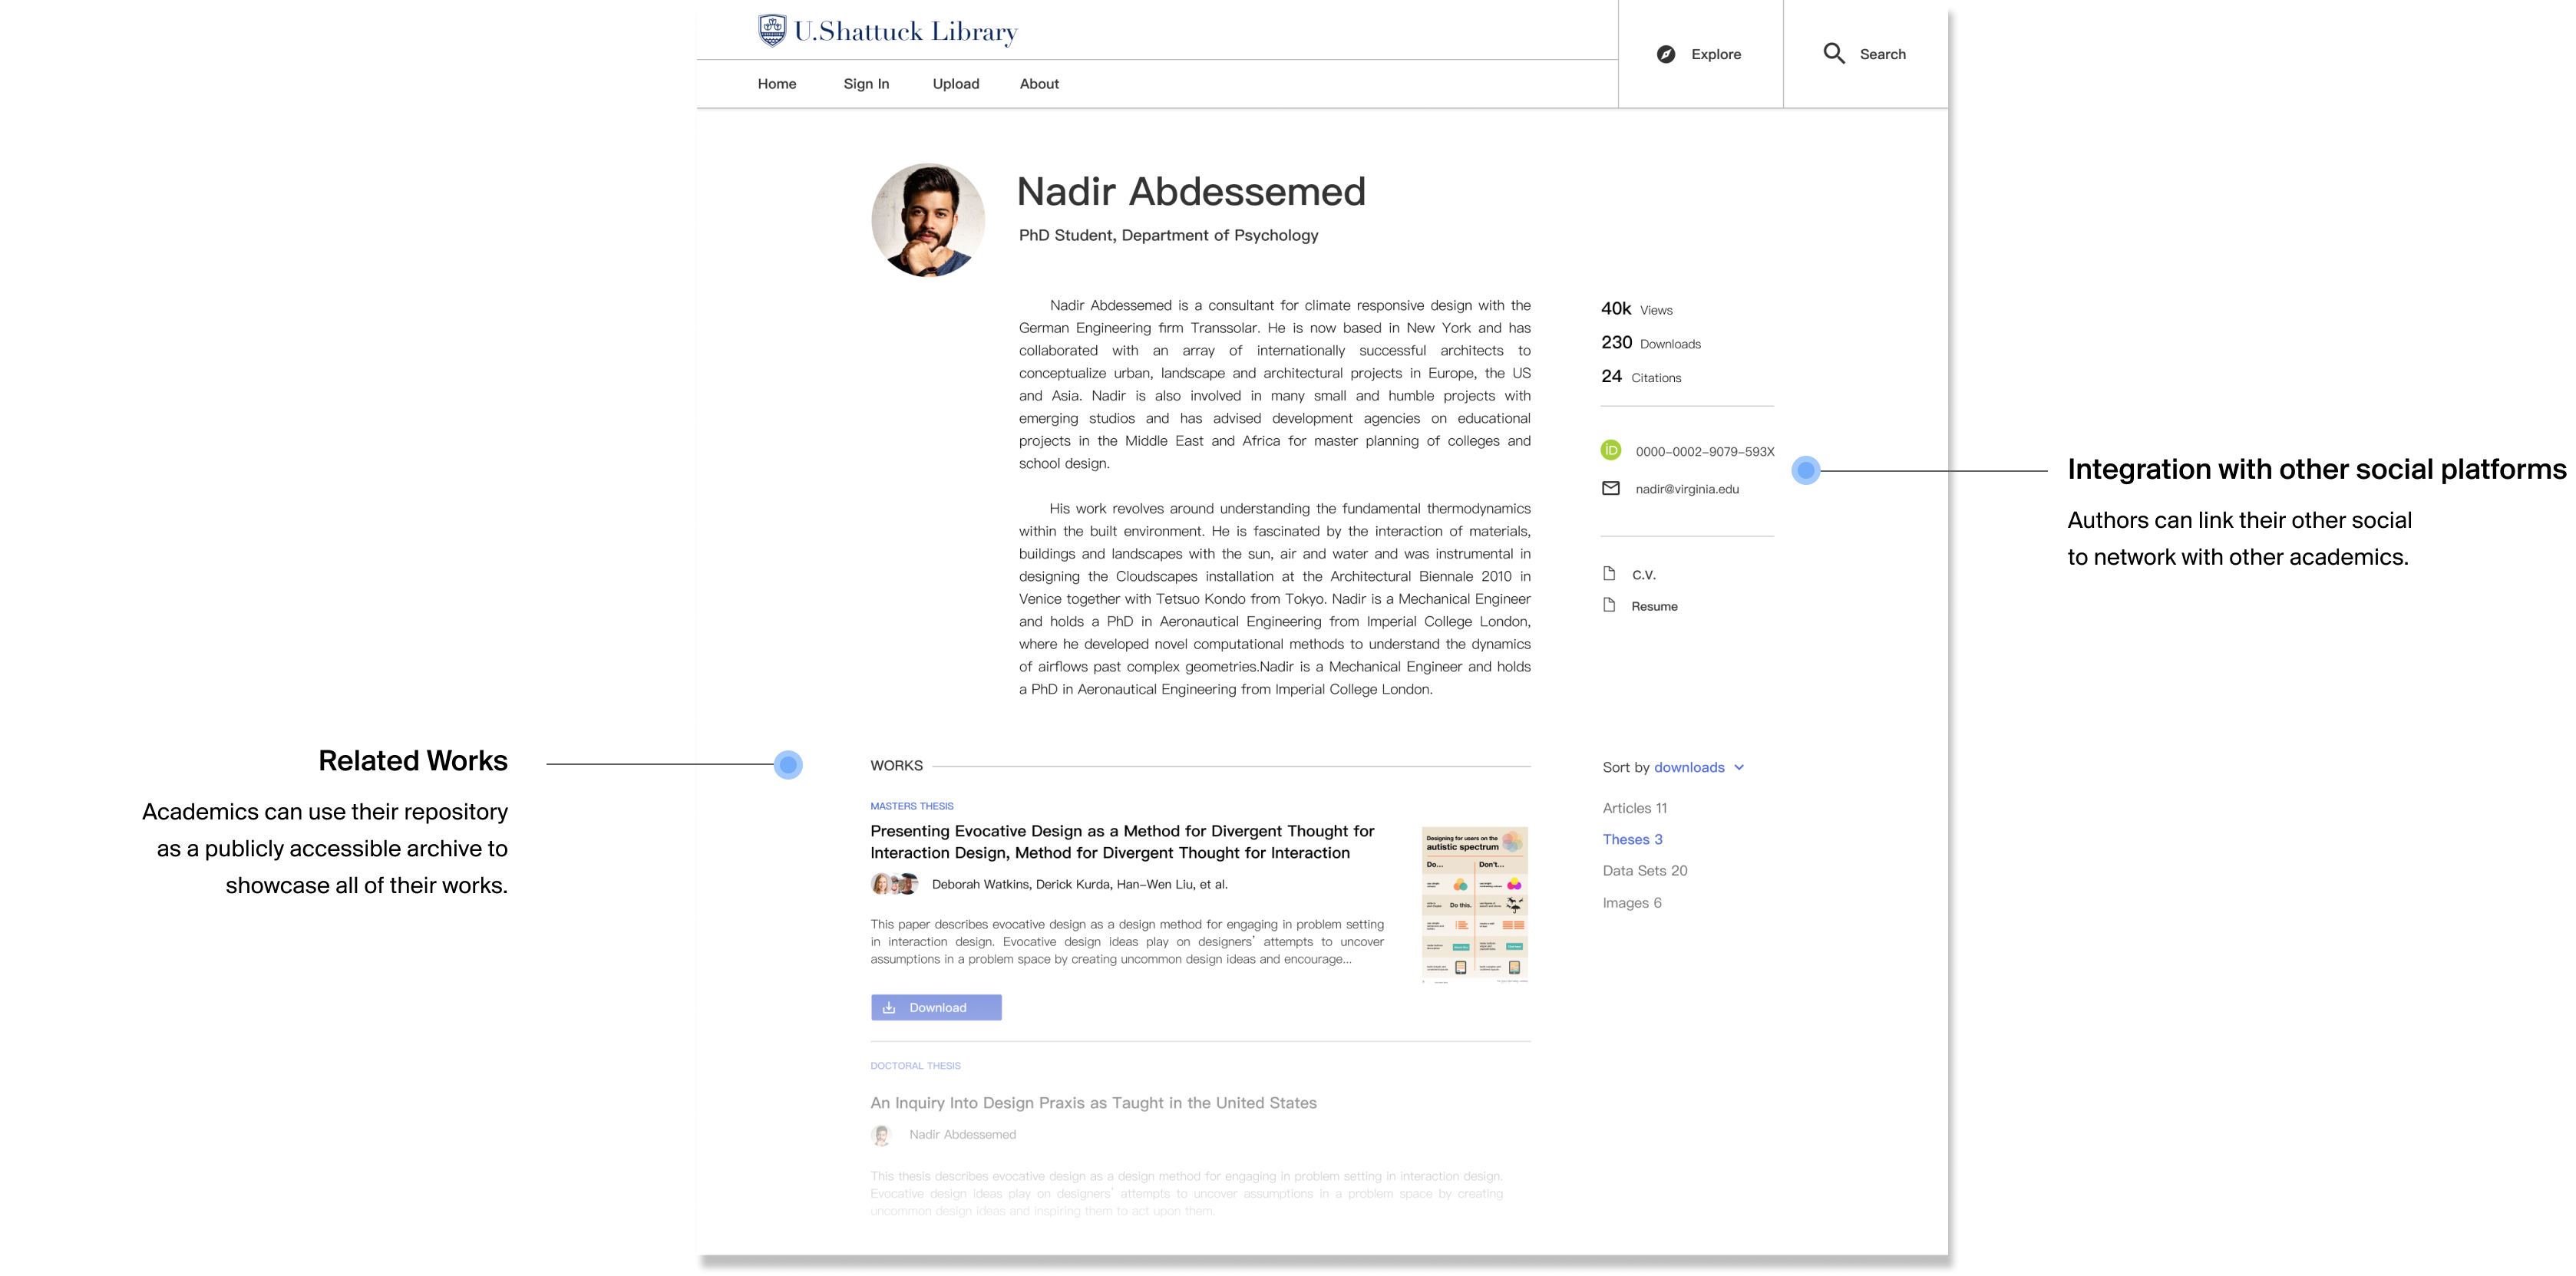 U.Shattuck Library
Explore
Search
Home
Sign In
Upload
About
Nadir Abdessemed
PhD Student, Department of Psychology
Nadir Abdessemed is a consultant for climate responsive design with the
German Engineering firm Transsolar. He is now based in New York and has
collaborated with an array of internationally successful architects to
conceptualize urban, landscape and architectural projects in Europe, the US
and Asia. Nadir is also involved in many small and humble projects with
emerging studios and has advised development agencies on educational
projects in the Middle East and Africa for master planning of colleges and
school design.
His work revolves around understanding the fundamental thermodynamics
within the built environment. He is fascinated by the interaction of materials,
buildings and landscapes with the sun, air and water and was instrumental in
designing the Cloudscapes installation at the Architectural Biennale 2010 in
Venice together with Tetsuo Kondo from Tokyo. Nadir is a Mechanical Engineer
and holds a PhD in Aeronautical Engineering from Imperial College London,
where he developed novel computational methods to understand the dynamics
of airflows past complex geometries.Nadir is a Mechanical Engineer and holds
a PhD in Aeronautical Engineering from Imperial College London.
40k Views
230 Downloads
24 Citations
iD 0000-0002-9079-593X
nadir@virginia.edu
C.V.
Resume
Integration with other social platforms
Authors can link their other social
to network with other academics.
Related Works
Academics can use their repository
as a publicly accessible archive to
showcase all of their works.
WORKS
MASTERS THESIS
Presenting Evocative Design as a Method for Divergent Thought for
Interaction Design, Method for Divergent Thought for Interaction
Deborah Watkins, Derick Kurda, Han-Wen Liu, et al.
This paper describes evocative design as a design method for engaging in problem setting
in interaction design. Evocative design ideas play on designers' attempts to uncover
assumptions in a problem space by creating uncommon design ideas and encourage...
Designing for users on the
autistic spectrum
Do...
Don't...
Do this.
Download
DOCTORAL THESIS
An Inquiry Into Design Praxis as Taught in the United States
Nadir Abdessemed
This thesis describes evocative design as a design method for engaging in problem setting in interaction design.
Evocative design ideas play on designers' attempts to uncover assumptions in a problem space by creating
uncommon design ideas and inspiring them to act upon them.
Sort by downloads
Articles 11
Theses 3
Data Sets 20
Images 6